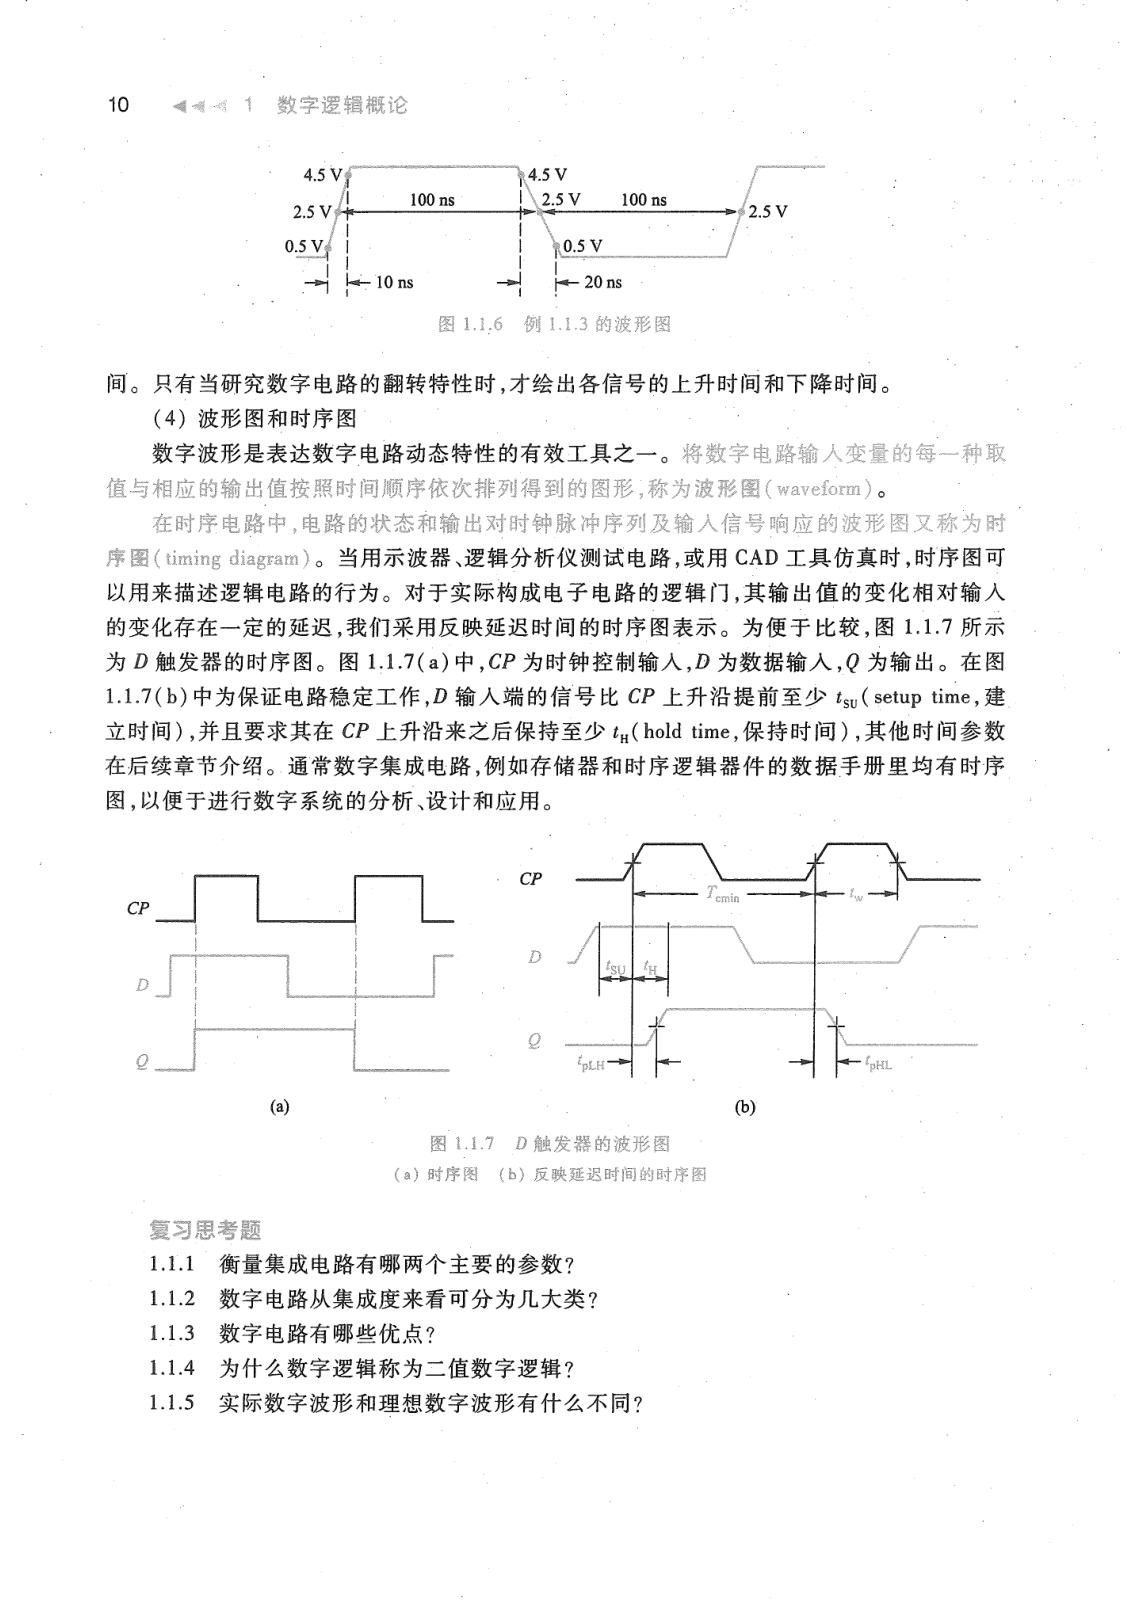 10 1 数字逻辑概论
4.5 V 4.5 V
100 ns 2.5 V 100 ns
2.5 V 2.5 V
0.5 V 0.5 V
10 ns 20 ns
图 1.1.6 例 1.1.3 的波形图
间。只有当研究数字电路的翻转特性时,才绘出各信号的上升时间和下降时间。
(4) 波形图和时序图
数字波形是表达数字电路动态特性的有效工具之一。将数字电路输入变量的每一种取
值与相应的输出值按照时间顺序依次排列得到的图形,称为波形图(waveform)。
在时序电路中,电路的状态和输出对时钟脉冲序列及输入信号响应的波形图又称为时
序图(timing diagram)。当用示波器、逻辑分析仪测试电路,或用 CAD 工具仿真时,时序图可
以用来描述逻辑电路的行为。对于实际构成电子电路的逻辑门,其输出值的变化相对输入
的变化存在一定的延迟,我们采用反映延迟时间的时序图表示。为便于比较,图 1.1.7 所示
为 D 触发器的时序图。图 1.1.7(a)中,CP 为时钟控制输入,D 为数据输入,Q 为输出。在图
1.1.7(b)中为保证电路稳定工作,D 输入端的信号比 CP 上升沿提前至少 tSU(setup time,建
立时间),并且要求其在 CP 上升沿来之后保持至少 tH(hold time,保持时间),其他时间参数
在后续章节介绍。通常数字集成电路,例如存储器和时序逻辑器件的数据手册里均有时序
图,以便于进行数字系统的分析、设计和应用。
CP
D
Q
(a)
CP
Tcmin tw
D
tSU tH
Q
tpLH tpHL
(b)
图 1.1.7 D 触发器的波形图
(a) 时序图 (b) 反映延迟时间的时序图
复习思考题
1.1.1 衡量集成电路有哪两个主要的参数?
1.1.2 数字电路从集成度来看可分为几大类?
1.1.3 数字电路有哪些优点?
1.1.4 为什么数字逻辑称为二值数字逻辑?
1.1.5 实际数字波形和理想数字波形有什么不同?